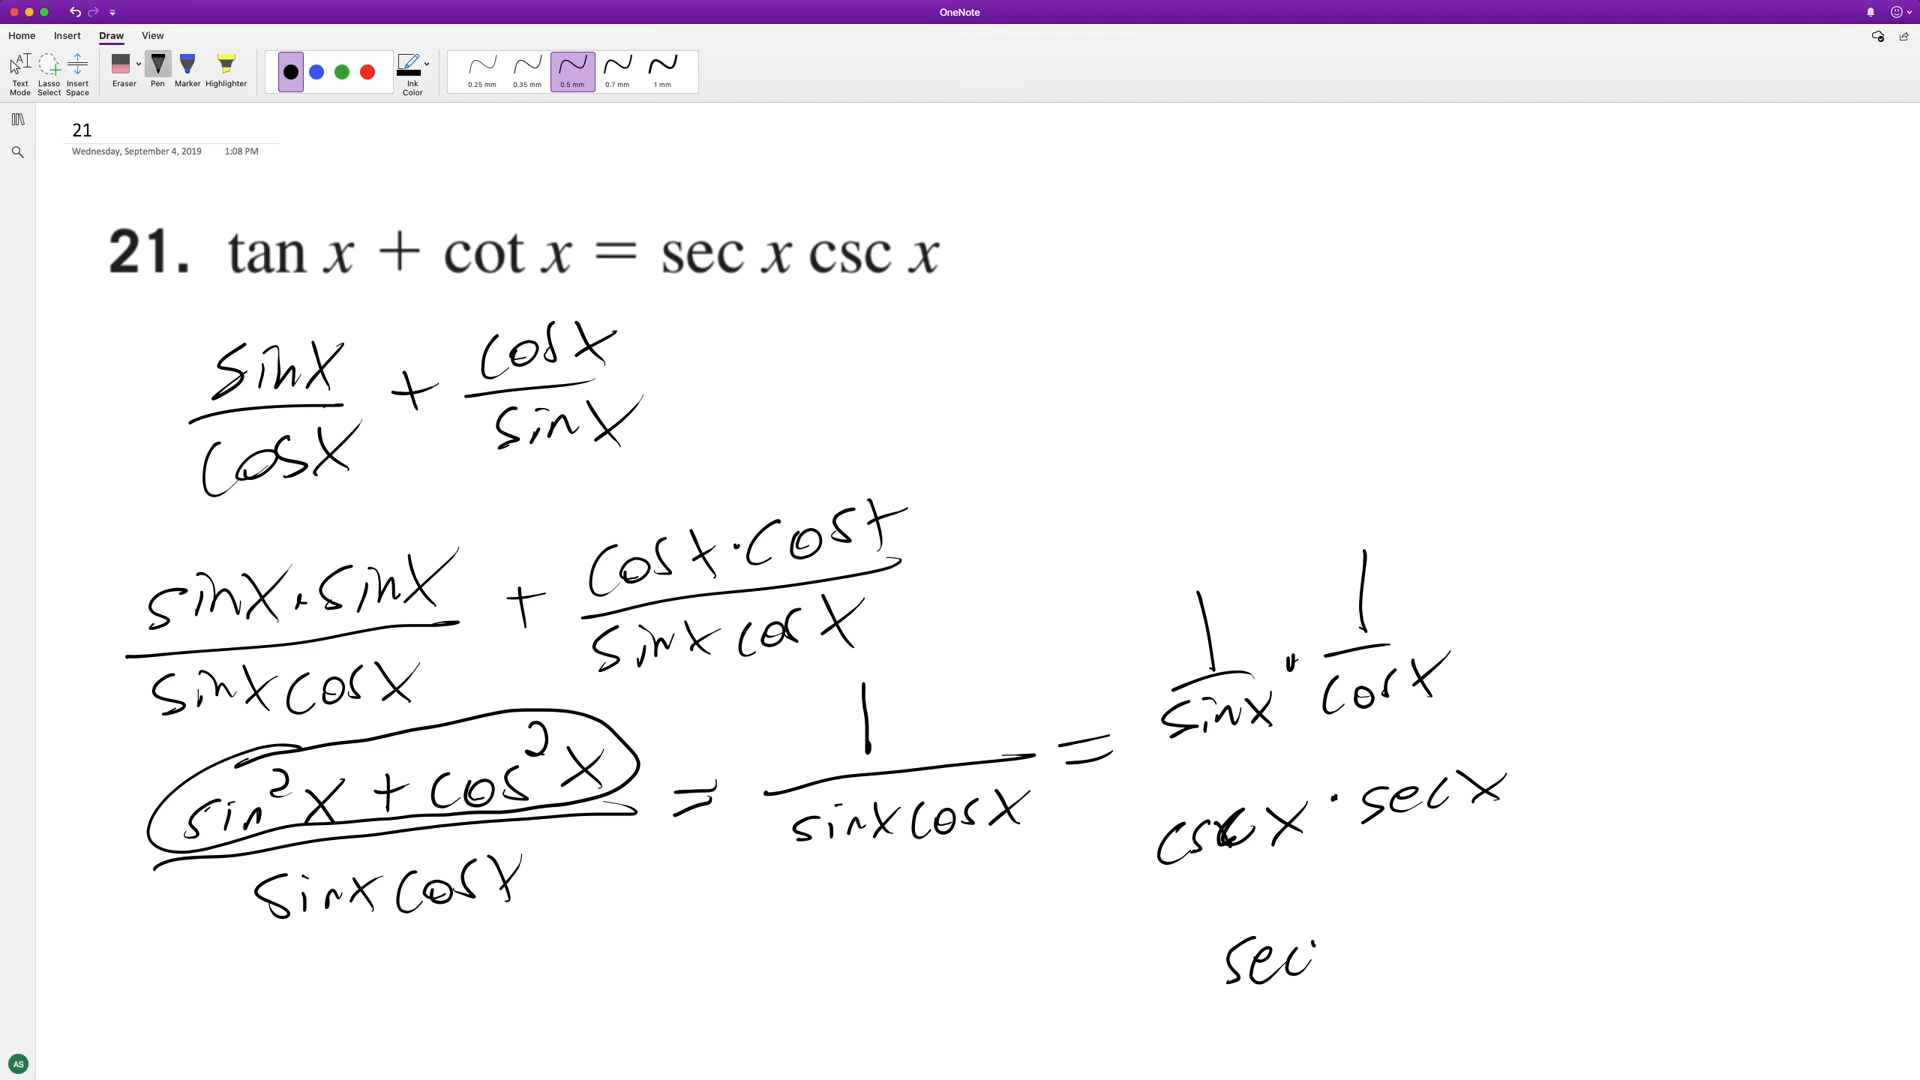 OneNote
Home Insert Draw View
Text Mode Lasso Select Insert Space Eraser Pen Marker Highlighter Ink Color 0.25 mm 0.35 mm 0.5 mm 0.7 mm 1 mm
21
Wednesday, September 4, 2019 1:08 PM
21. tan x + cot x = sec x csc x
sinx/cosx + cosx/sinx
sinx·sinx/sinxcosx + cosx·cosx/sinxcosx
sin²x + cos²x/sinxcosx = 1/sinxcosx = 1/sinx · 1/cosx
cscx · secx
sec
AS